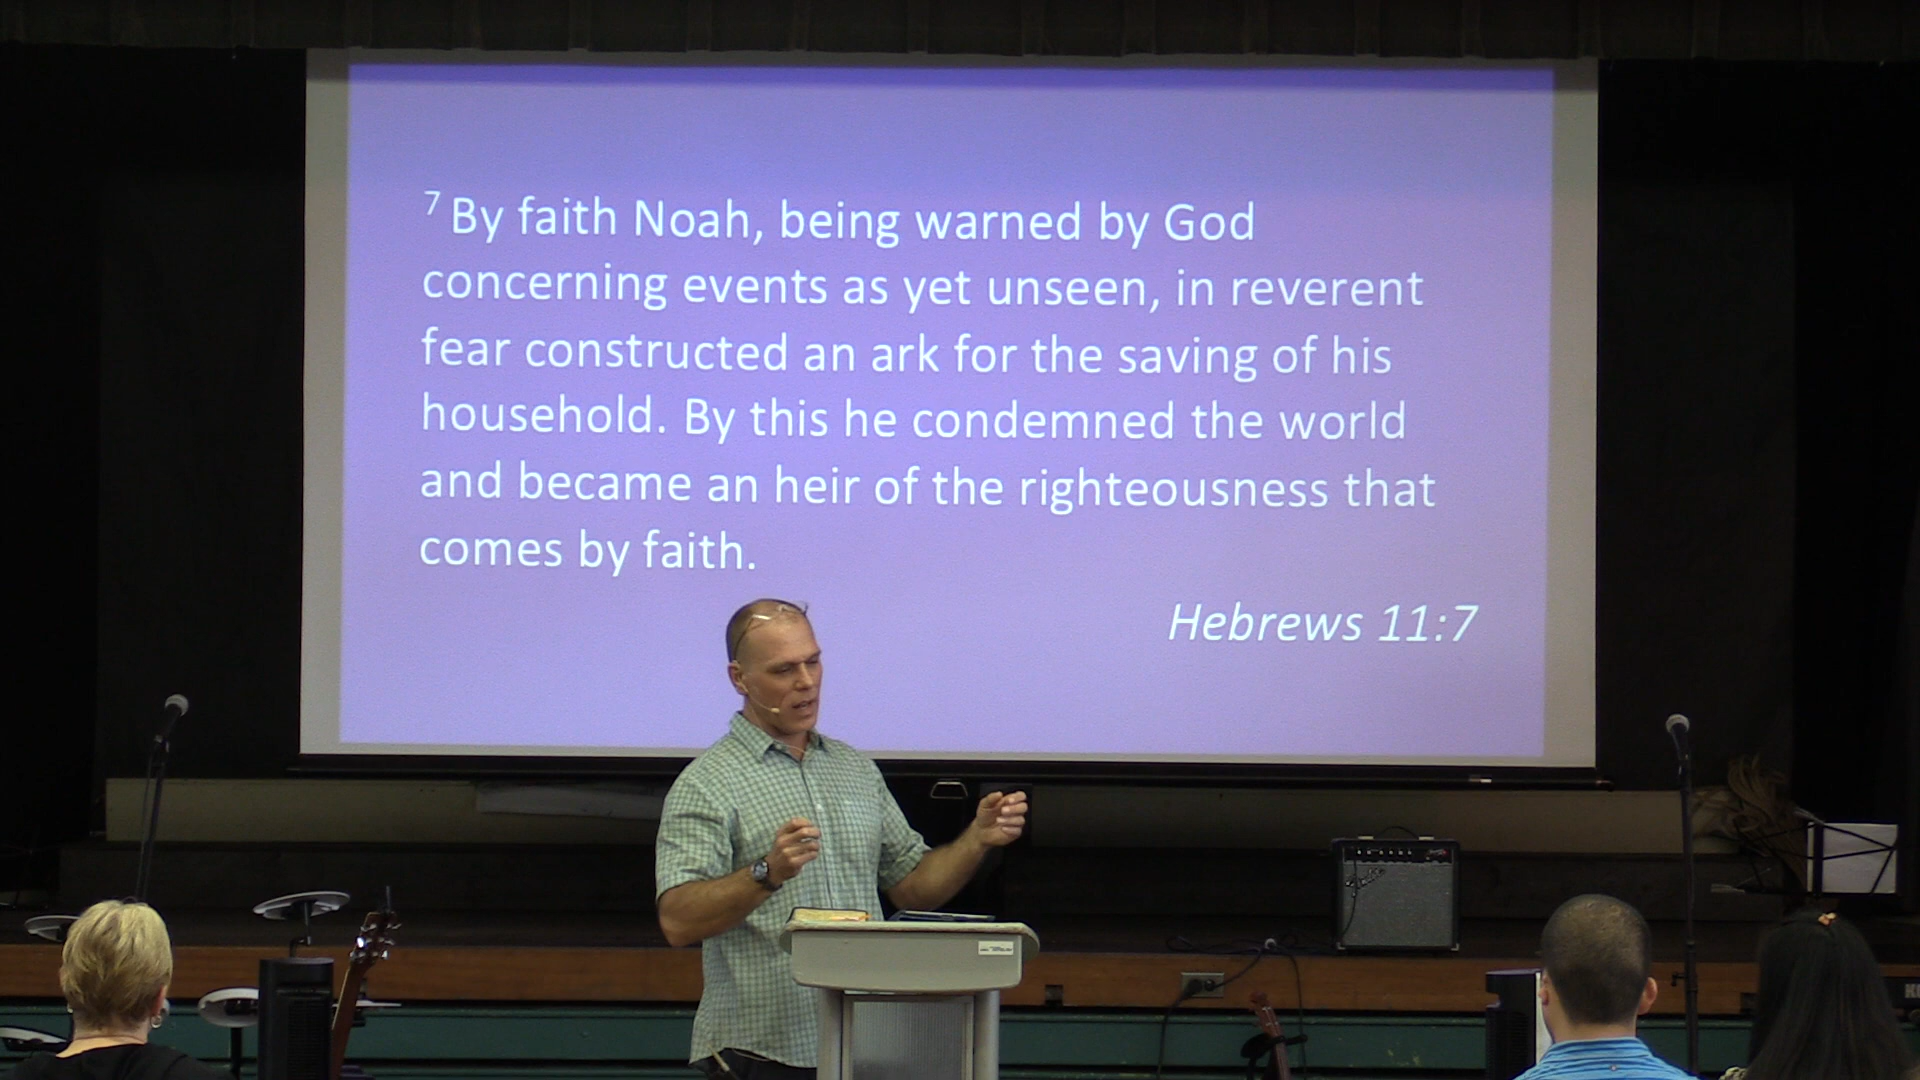 7 By faith Noah, being warned by God
concerning events as yet unseen, in reverent
fear constructed an ark for the saving of his
household. By this he condemned the world
and became an heir of the righteousness that
comes by faith.
Hebrews 11:7